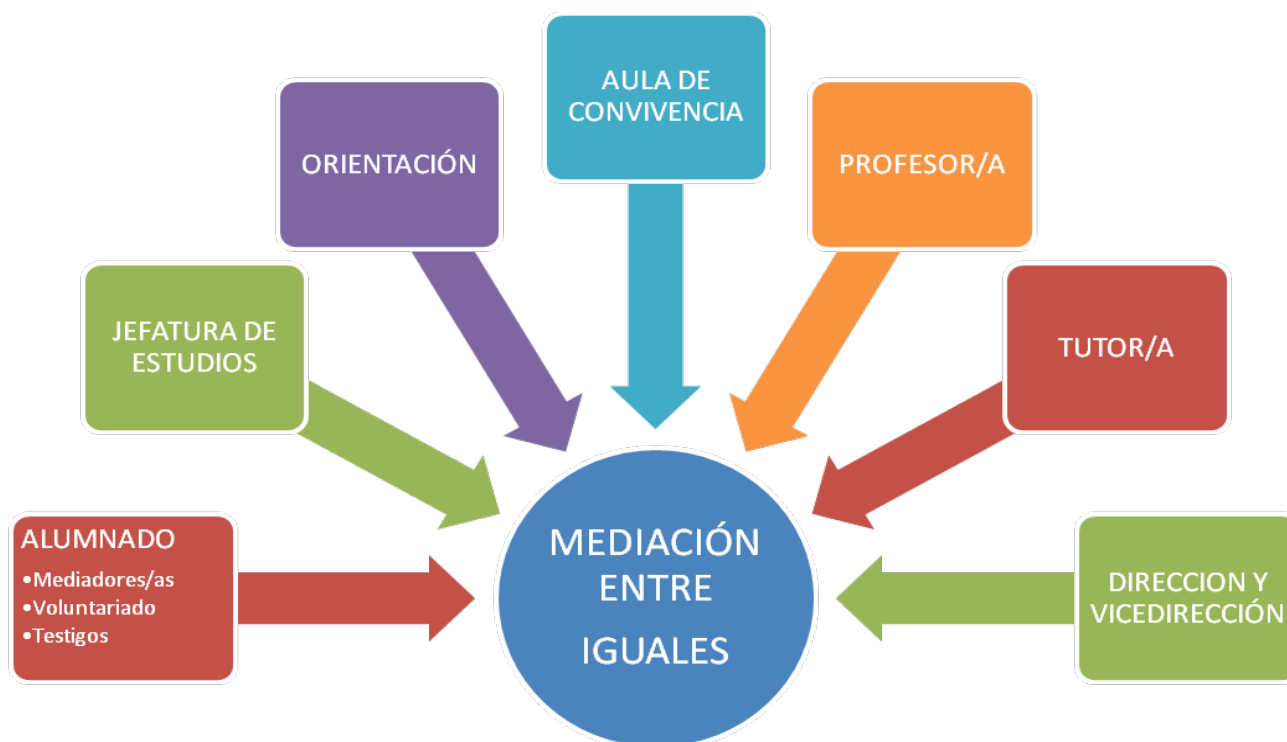 AULA DE
CONVIVENCIA
ORIENTACIÓN
PROFESOR/A
JEFATURA DE
ESTUDIOS
TUTOR/A
ALUMNADO
•Mediadores/as
•Voluntariado
•Testigos
MEDIACIÓN
ENTRE
IGUALES
DIRECCION Y
VICEDIRECCIÓN